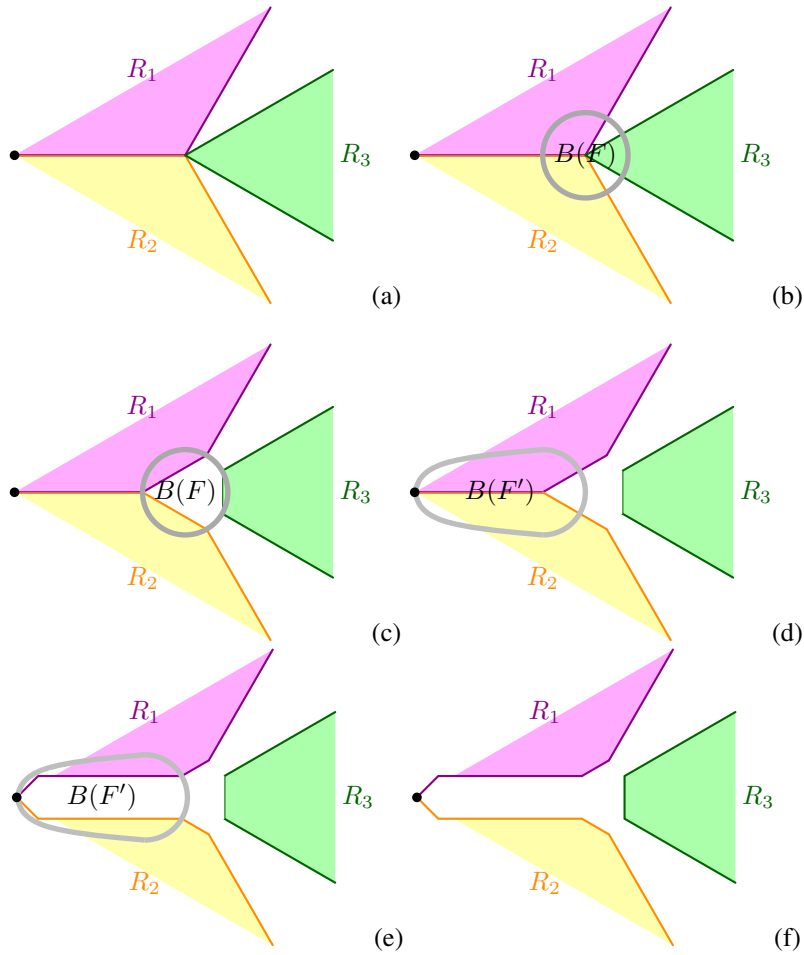 R₁
R₃
R₂
(a)
R₁
B(F)
R₃
R₂
(b)
R₁
B(F)
R₃
R₂
(c)
R₁
B(F′)
R₃
R₂
(d)
R₁
B(F′)
R₃
R₂
(e)
R₁
R₃
R₂
(f)